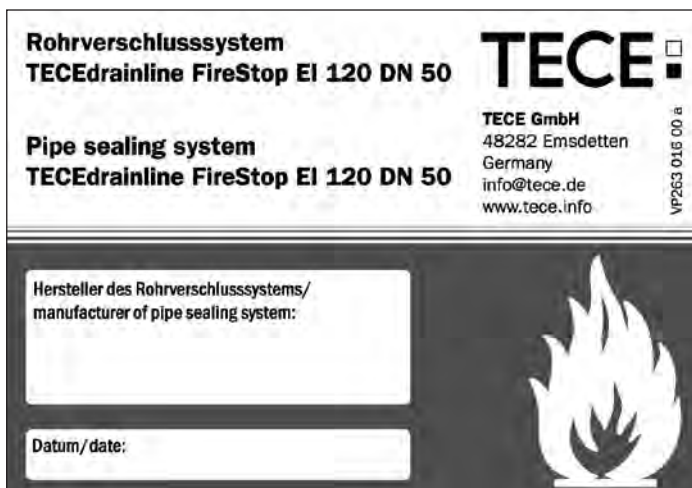 Rohrverschlusssystem
TECEdrainline FireStop EI 120 DN 50
Pipe sealing system
TECEdrainline FireStop EI 120 DN 50
TECE:
TECE GmbH
48282 Emsdetten
Germany
info@tece.de
www.tece.info
VP263 016 00 a
Hersteller des Rohrverschlusssystems/
manufacturer of pipe sealing system:
Datum/date: